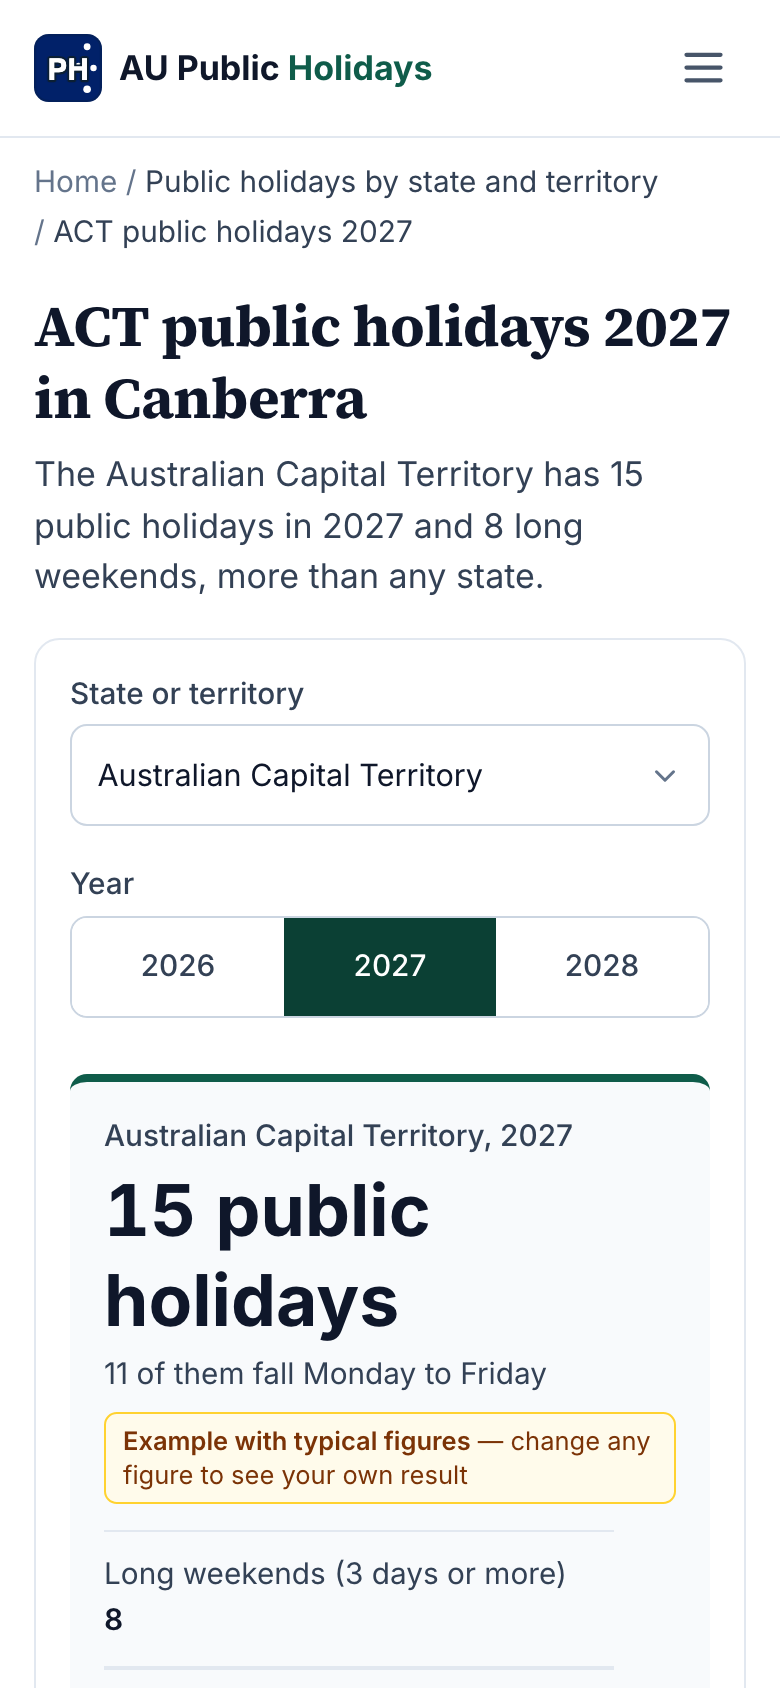 PH
AU Public Holidays
Home / Public holidays by state and territory
/ ACT public holidays 2027
ACT public holidays 2027
in Canberra
The Australian Capital Territory has 15
public holidays in 2027 and 8 long
weekends, more than any state.
State or territory
Australian Capital Territory
Year
2026 2027 2028
Australian Capital Territory, 2027
15 public
holidays
11 of them fall Monday to Friday
Example with typical figures — change any
figure to see your own result
Long weekends (3 days or more)
8